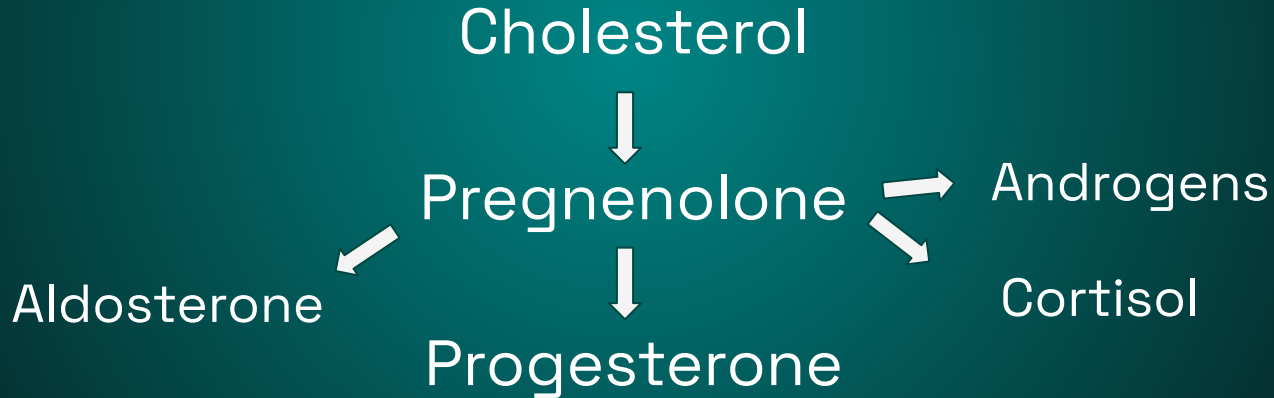 Cholesterol
Pregnenolone
Androgens
Aldosterone
Cortisol
Progesterone